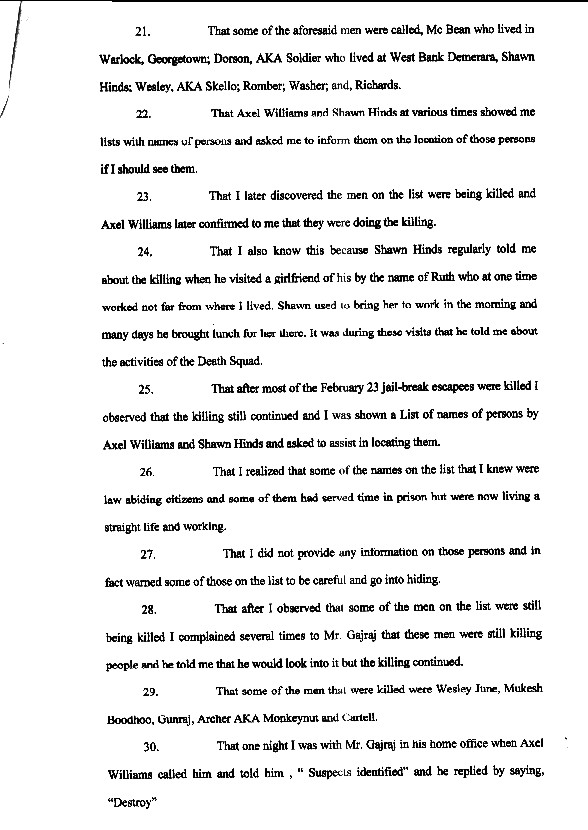 21. That some of the aforesaid men were called, Mc Bean who lived in
Warlock, Georgetown; Dorson, AKA Soldier who lived at West Bank Demerara, Shawn
Hinds; Wesley, AKA Skello; Romber; Washer; and, Richards.
22. That Axel Williams and Shawn Hinds at various times showed me
lists with names of persons and asked me to inform them on the location of those persons
if I should see them.
23. That I later discovered the men on the list were being killed and
Axel Williams later confirmed to me that they were doing the killing.
24. That I also know this because Shawn Hinds regularly told me
about the killing when he visited a girlfriend of his by the name of Ruth who at one time
worked not far from where I lived. Shawn used to bring her to work in the morning and
many days he brought lunch for her there. It was during these visits that he told me about
the activities of the Death Squad.
25. That after most of the February 23 jail-break escapees were killed I
observed that the killing still continued and I was shown a List of names of persons by
Axel Williams and Shawn Hinds and asked to assist in locating them.
26. That I realized that some of the names on the list that I knew were
law abiding citizens and some of them had served time in prison but were now living a
straight life and working.
27. That I did not provide any information on those persons and in
fact warned some of those on the list to be careful and go into hiding.
28. That after I observed that some of the men on the list were still
being killed I complained several times to Mr. Gajraj that these men were still killing
people and he told me that he would look into it but the killing continued.
29. That some of the men that were killed were Wesley June, Mukesh
Boodhoo, Gunraj, Archer AKA Monkeynut and Cartell.
30. That one night I was with Mr. Gajraj in his home office when Axel
Williams called him and told him , " Suspects identified" and he replied by saying,
"Destroy"